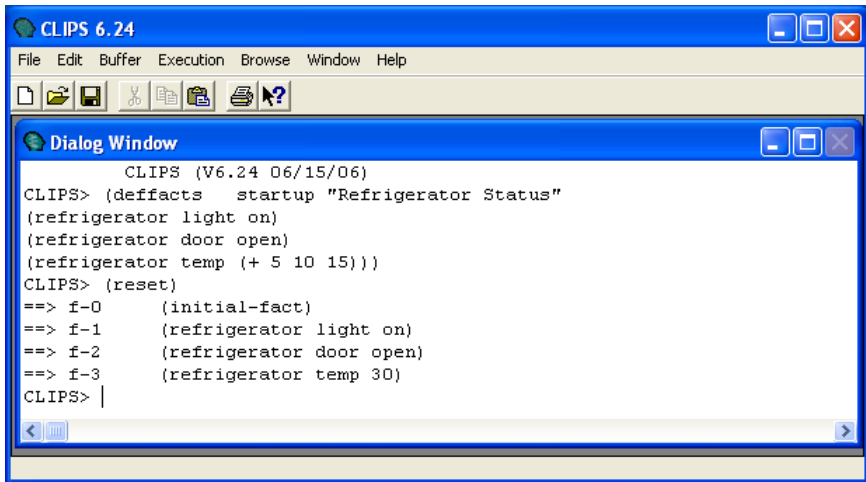 CLIPS 6.24
File Edit Buffer Execution Browse Window Help
Dialog Window
CLIPS (V6.24 06/15/06)
CLIPS> (deffacts startup "Refrigerator Status"
(refrigerator light on)
(refrigerator door open)
(refrigerator temp (+ 5 10 15)))
CLIPS> (reset)
==> f-0 (initial-fact)
==> f-1 (refrigerator light on)
==> f-2 (refrigerator door open)
==> f-3 (refrigerator temp 30)
CLIPS>